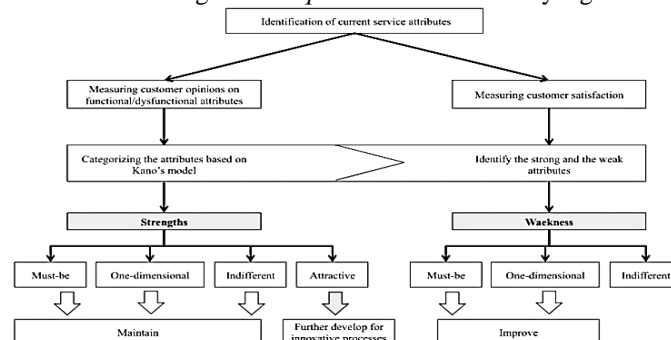 Identification of current service attributes
Measuring customer opinions on
functional/dysfunctional attributes
Measuring customer satisfaction
Categorizing the attributes based on
Kano's model
Identify the strong and the weak
attributes
Strengths
Waekness
Must-be
One-dimensional
Indifferent
Attractive
Must-be
One-dimensional
Indifferent
Maintain
Further develop for
innovative processes
Improve